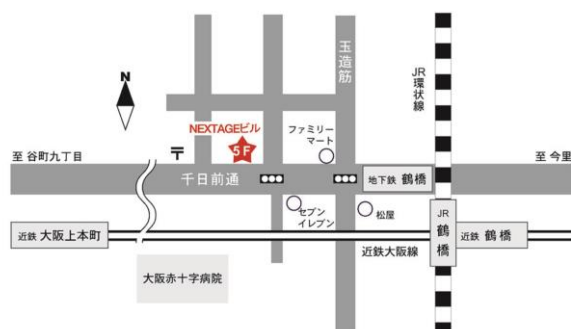 N
玉造筋
JR環状線
NEXTAGEビル
5F
ファミリー
マート
至 谷町九丁目
〒
至 今里
千日前通
地下鉄 鶴橋
セブン
イレブン
松屋
JR
鶴橋
近鉄 大阪上本町
近鉄大阪線
近鉄 鶴橋
大阪赤十字病院